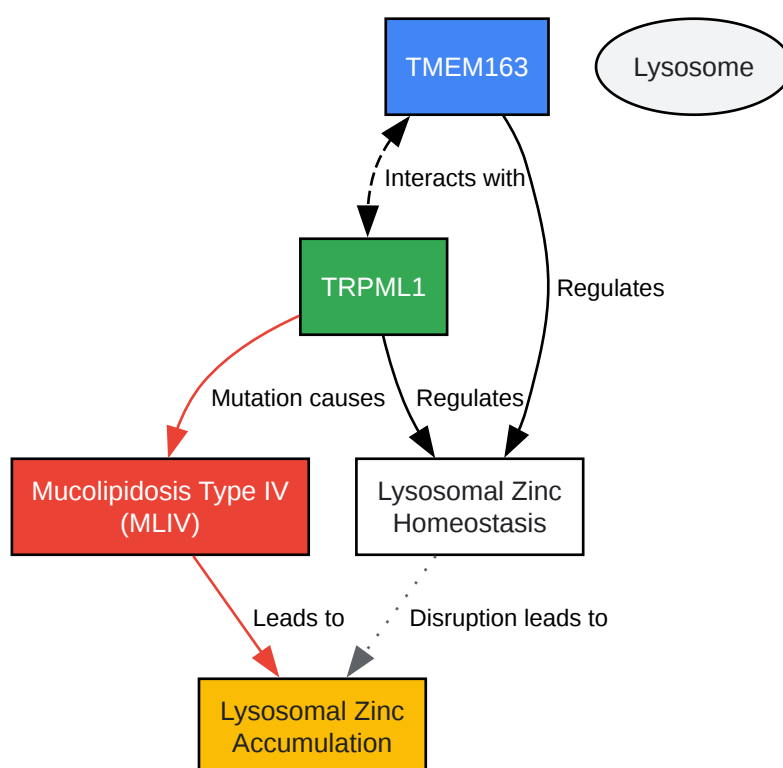 TMEM163
Lysosome
Interacts with
TRPML1
Regulates
Mutation causes
Regulates
Mucolipidosis Type IV
(MLIV)
Lysosomal Zinc
Homeostasis
Leads to
Disruption leads to
Lysosomal Zinc
Accumulation